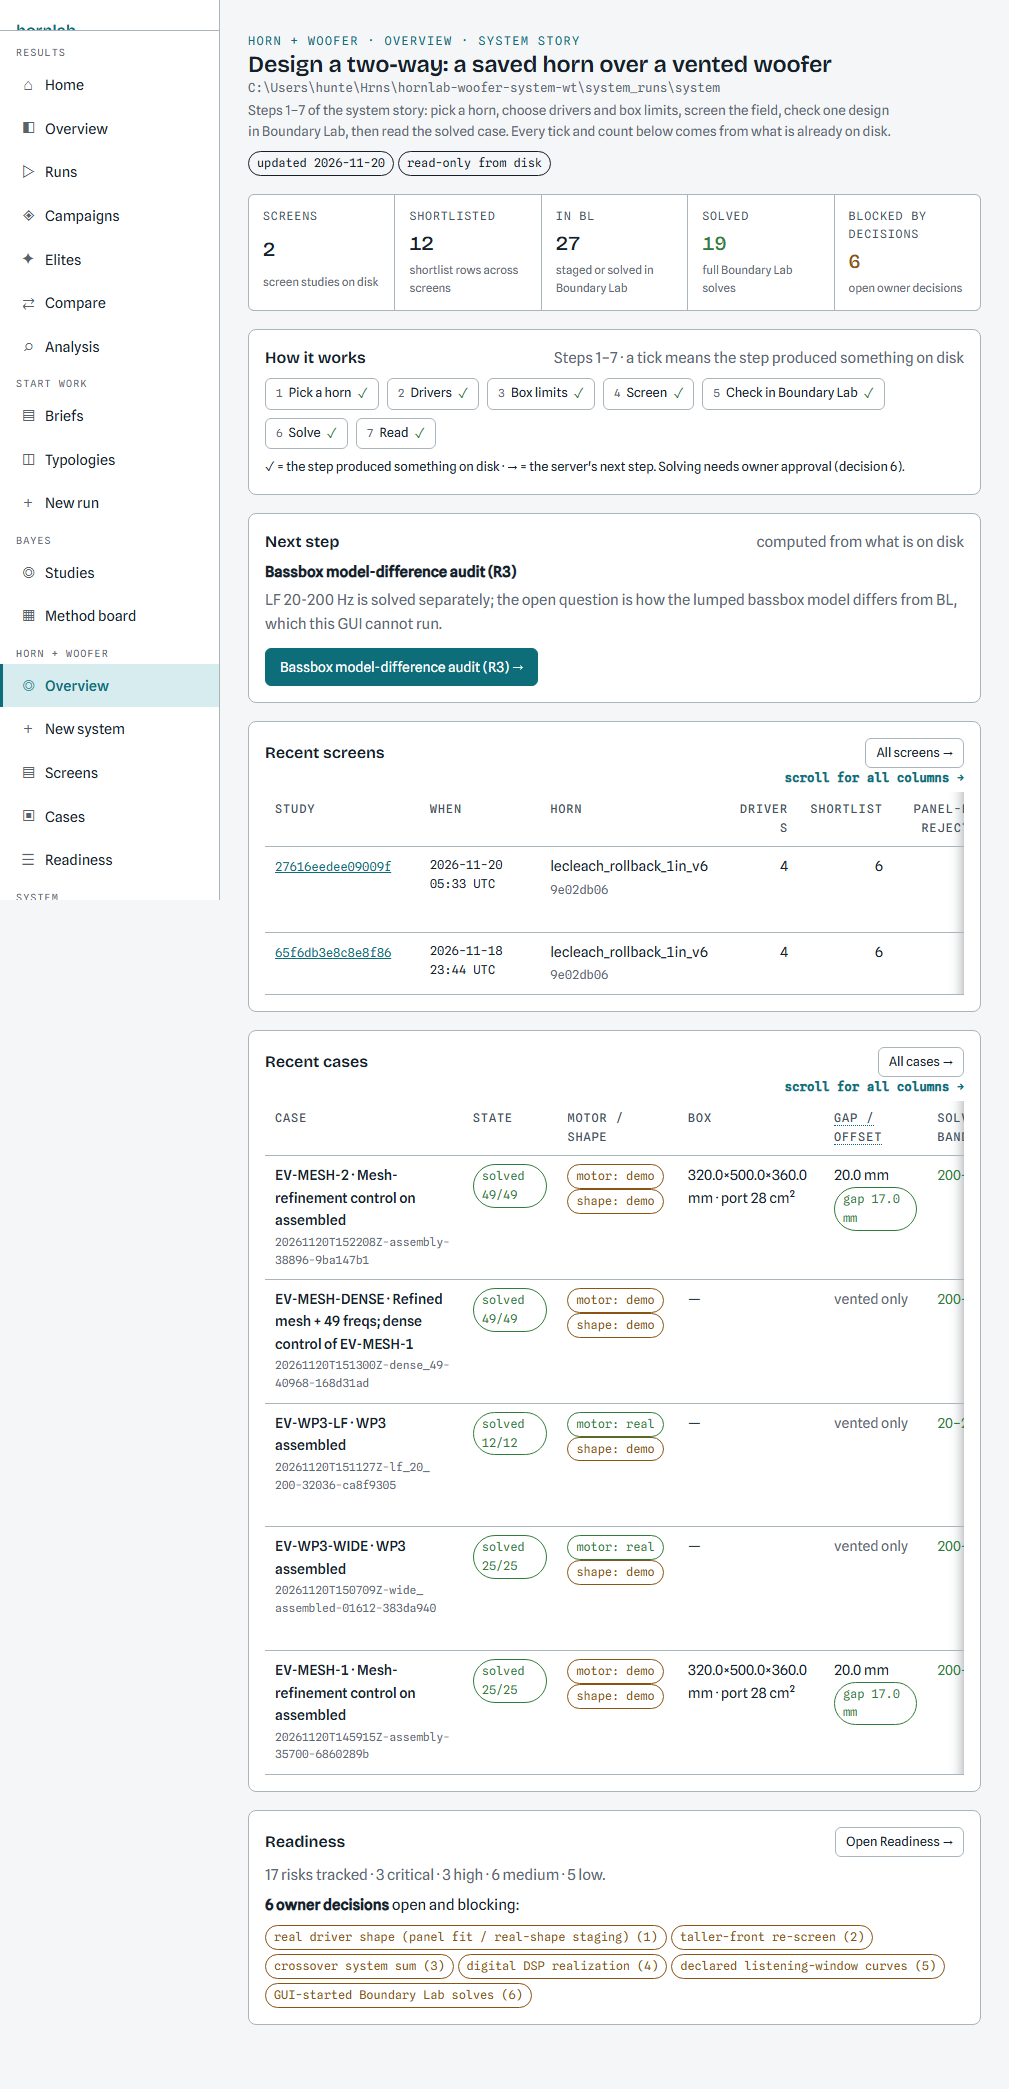 RESULTS
Home
Overview
Runs
Campaigns
Elites
Compare
Analysis
START WORK
Briefs
Typologies
+ New run
BAYES
Studies
Method board
HORN + WOOFER
Overview
+ New system
Screens
Cases
Readiness
SYSTEM
HORN + WOOFER · OVERVIEW · SYSTEM STORY
Design a two-way: a saved horn over a vented woofer
C:\Users\hunte\Hrns\hornlab-woofer-system-wt\system_runs\system
Steps 1–7 of the system story: pick a horn, choose drivers and box limits, screen the field, check one design
in Boundary Lab, then read the solved case. Every tick and count below comes from what is already on disk.
updated 2026-11-20 read-only from disk
SCREENS
2
screen studies on disk
SHORTLISTED
12
shortlist rows across
screens
IN BL
27
staged or solved in
Boundary Lab
SOLVED
19
full Boundary Lab
solves
BLOCKED BY
DECISIONS
6
open owner decisions
How it works
Steps 1–7 · a tick means the step produced something on disk
1 Pick a horn ✓ 2 Drivers ✓ 3 Box limits ✓ 4 Screen ✓ 5 Check in Boundary Lab ✓
6 Solve ✓ 7 Read ✓
✓ = the step produced something on disk · → = the server's next step. Solving needs owner approval (decision 6).
Next step
computed from what is on disk
Bassbox model-difference audit (R3)
LF 20-200 Hz is solved separately; the open question is how the lumped bassbox model differs from BL,
which this GUI cannot run.
Bassbox model-difference audit (R3) →
Recent screens
All screens →
scroll for all columns →
STUDY WHEN HORN DRIVER SHORTLIST PANEL-
S REJEC
27616eedee09009f 2026-11-20 lecleach_rollback_1in_v6 4 6
05:33 UTC 9e02db06
65f6db3e8c8e8f86 2026-11-18 lecleach_rollback_1in_v6 4 6
23:44 UTC 9e02db06
Recent cases
All cases →
scroll for all columns →
CASE STATE MOTOR / BOX GAP / SOLV
SHAPE OFFSET BAN
EV-MESH-2 · Mesh- solved motor: demo 320.0×500.0×360.0 20.0 mm 200-
refinement control on 49/49 shape: demo mm · port 28 cm² gap 17.0
assembled mm
20261120T152208Z-assembly-
38896-9ba147b1
EV-MESH-DENSE · Refined solved motor: demo — vented only 200-
mesh + 49 freqs; dense 49/49 shape: demo
control of EV-MESH-1
20261120T151300Z-dense_49-
40968-168d31ad
EV-WP3-LF · WP3 solved motor: real — vented only 20–2
assembled 12/12 shape: demo
20261120T151127Z-lf_20_
200-32036-ca8f9305
EV-WP3-WIDE · WP3 solved motor: real — vented only 200-
assembled 25/25 shape: demo
20261120T150709Z-wide_
assembled-01612-383da940
EV-MESH-1 · Mesh- solved motor: demo 320.0×500.0×360.0 20.0 mm 200-
refinement control on 25/25 shape: demo mm · port 28 cm² gap 17.0
assembled mm
20261120T145915Z-assembly-
35700-6860289b
Readiness
Open Readiness →
17 risks tracked · 3 critical · 3 high · 6 medium · 5 low.
6 owner decisions open and blocking:
real driver shape (panel fit / real-shape staging) (1) taller-front re-screen (2)
crossover system sum (3) digital DSP realization (4) declared listening-window curves (5)
GUI-started Boundary Lab solves (6)